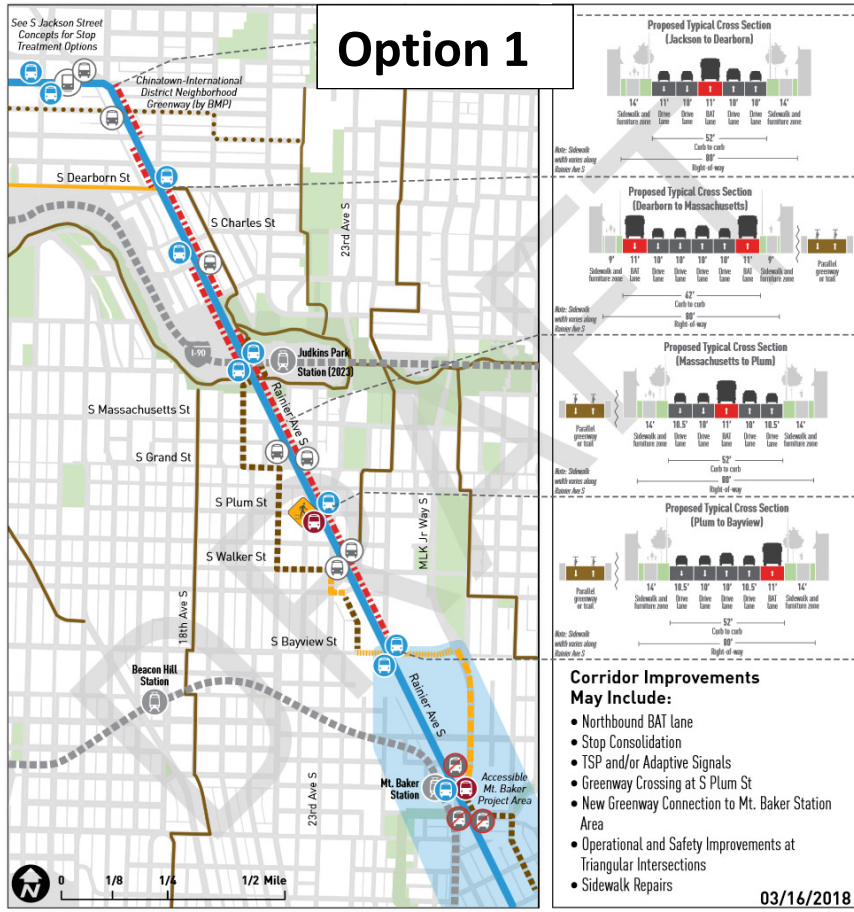 Option 1
See S Jackson Street
Concepts for Stop
Treatment Options
Chinatown-International
District Neighborhood
Greenway (by BMP)
S Dearborn St
S Charles St
23rd Ave S
I-90
Judkins Park
Station (2023)
Rainier Ave S
S Massachusetts St
S Grand St
S Plum St
MLK Jr Way S
S Walker St
18th Ave S
S Bayview St
Beacon Hill
Station
Rainier Ave S
23rd Ave S
Mt. Baker
Station
Accessible
Mt. Baker
Project Area
N
0 1/8 1/4 1/2 Mile
DRAFT
Proposed Typical Cross Section
(Jackson to Dearborn)
14' 11' 10' 11' 10' 10' 14'
Sidewalk and furniture zone
Drive lane
Drive lane
BAT lane
Drive lane
Drive lane
Sidewalk and furniture zone
52'
Curb to curb
80'
Right-of-way
Note: Sidewalk
width varies along
Rainier Ave S
Proposed Typical Cross Section
(Dearborn to Massachusetts)
9' 11' 10' 10' 10' 10' 11' 9'
Sidewalk and furniture zone
BAT lane
Drive lane
Drive lane
Drive lane
Drive lane
BAT lane
Sidewalk and furniture zone
Parallel greenway or trail
62'
Curb to curb
80'
Right-of-way
Note: Sidewalk
width varies along
Rainier Ave S
Proposed Typical Cross Section
(Massachusetts to Plum)
14' 10.5' 10' 11' 10' 10.5' 14'
Parallel greenway or trail
Sidewalk and furniture zone
Drive lane
Drive lane
BAT lane
Drive lane
Drive lane
Sidewalk and furniture zone
52'
Curb to curb
80'
Right-of-way
Note: Sidewalk
width varies along
Rainier Ave S
Proposed Typical Cross Section
(Plum to Bayview)
14' 10.5' 10' 10' 10.5' 11' 14'
Parallel greenway or trail
Sidewalk and furniture zone
Drive lane
Drive lane
Drive lane
Drive lane
BAT lane
Sidewalk and furniture zone
52'
Curb to curb
80'
Right-of-way
Note: Sidewalk
width varies along
Rainier Ave S
Corridor Improvements
May Include:
• Northbound BAT lane
• Stop Consolidation
• TSP and/or Adaptive Signals
• Greenway Crossing at S Plum St
• New Greenway Connection to Mt. Baker Station
Area
• Operational and Safety Improvements at
Triangular Intersections
• Sidewalk Repairs
03/16/2018